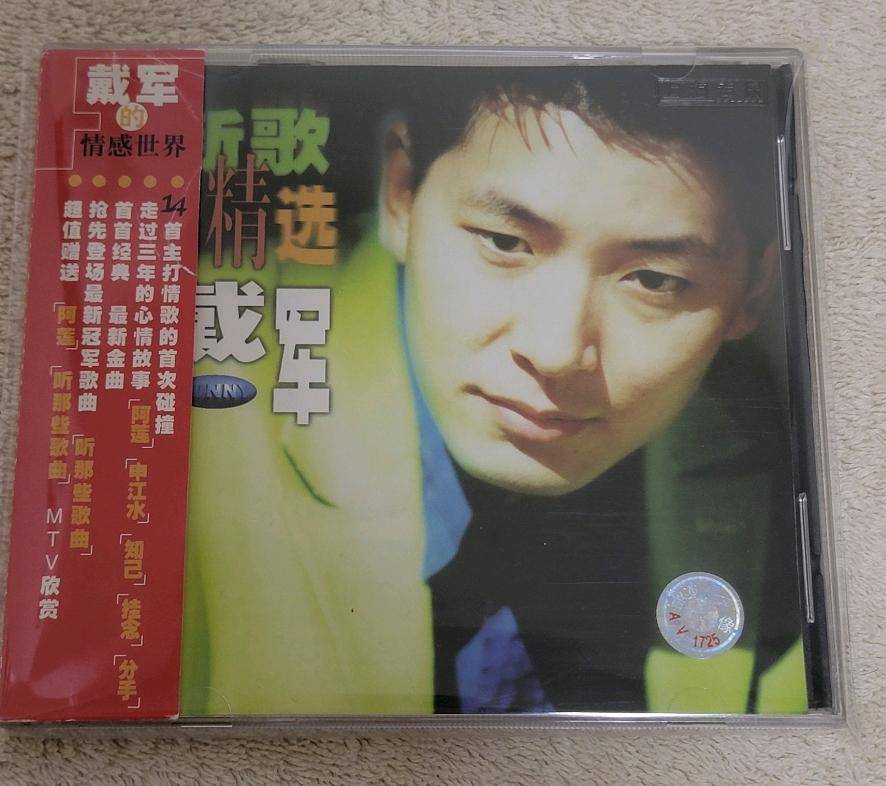 戴军
的
情感世界
14首主打情歌的首次碰撞
走过三年的心情故事「阿莲」
首首经典 最新金曲「申江水」「知己」「挂念」「分手」
抢先登场最新冠军歌曲「听那些歌曲」
超值赠送「阿莲」「听那些歌曲」MTV欣赏
听歌
精选
戴军
AV 1725